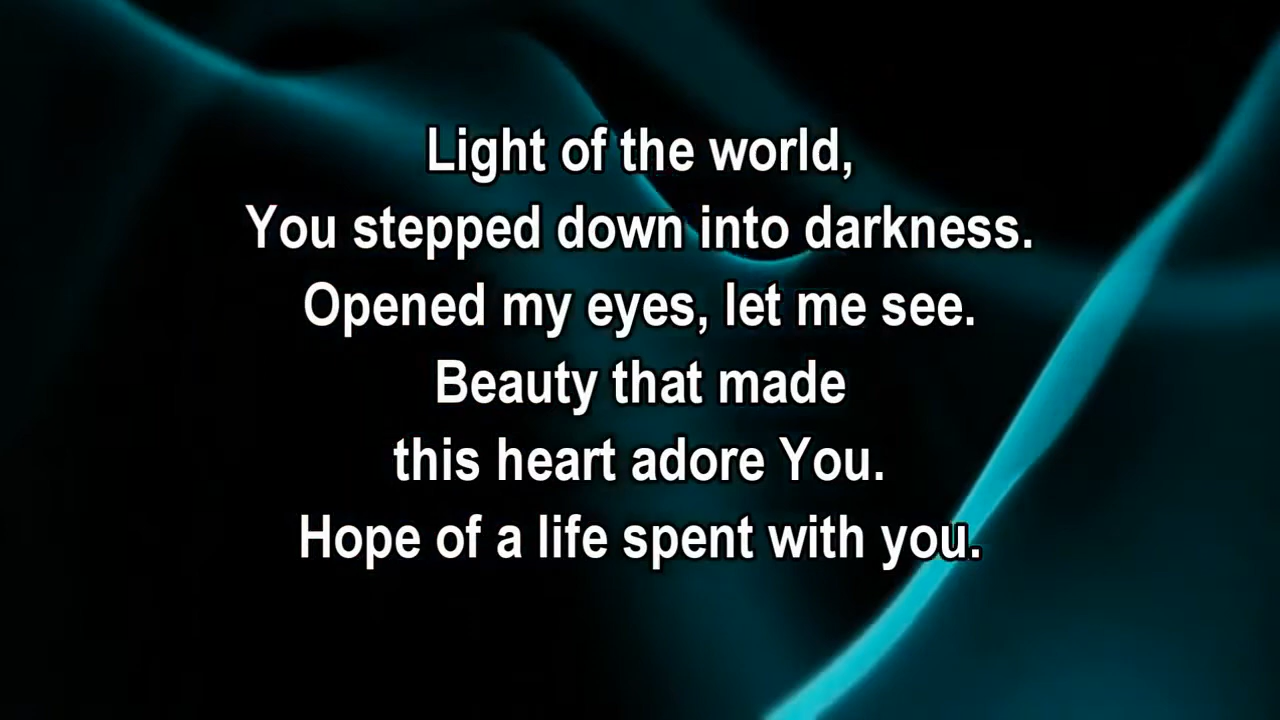 Light of the world,
You stepped down into darkness.
Opened my eyes, let me see.
Beauty that made
this heart adore You.
Hope of a life spent with you.